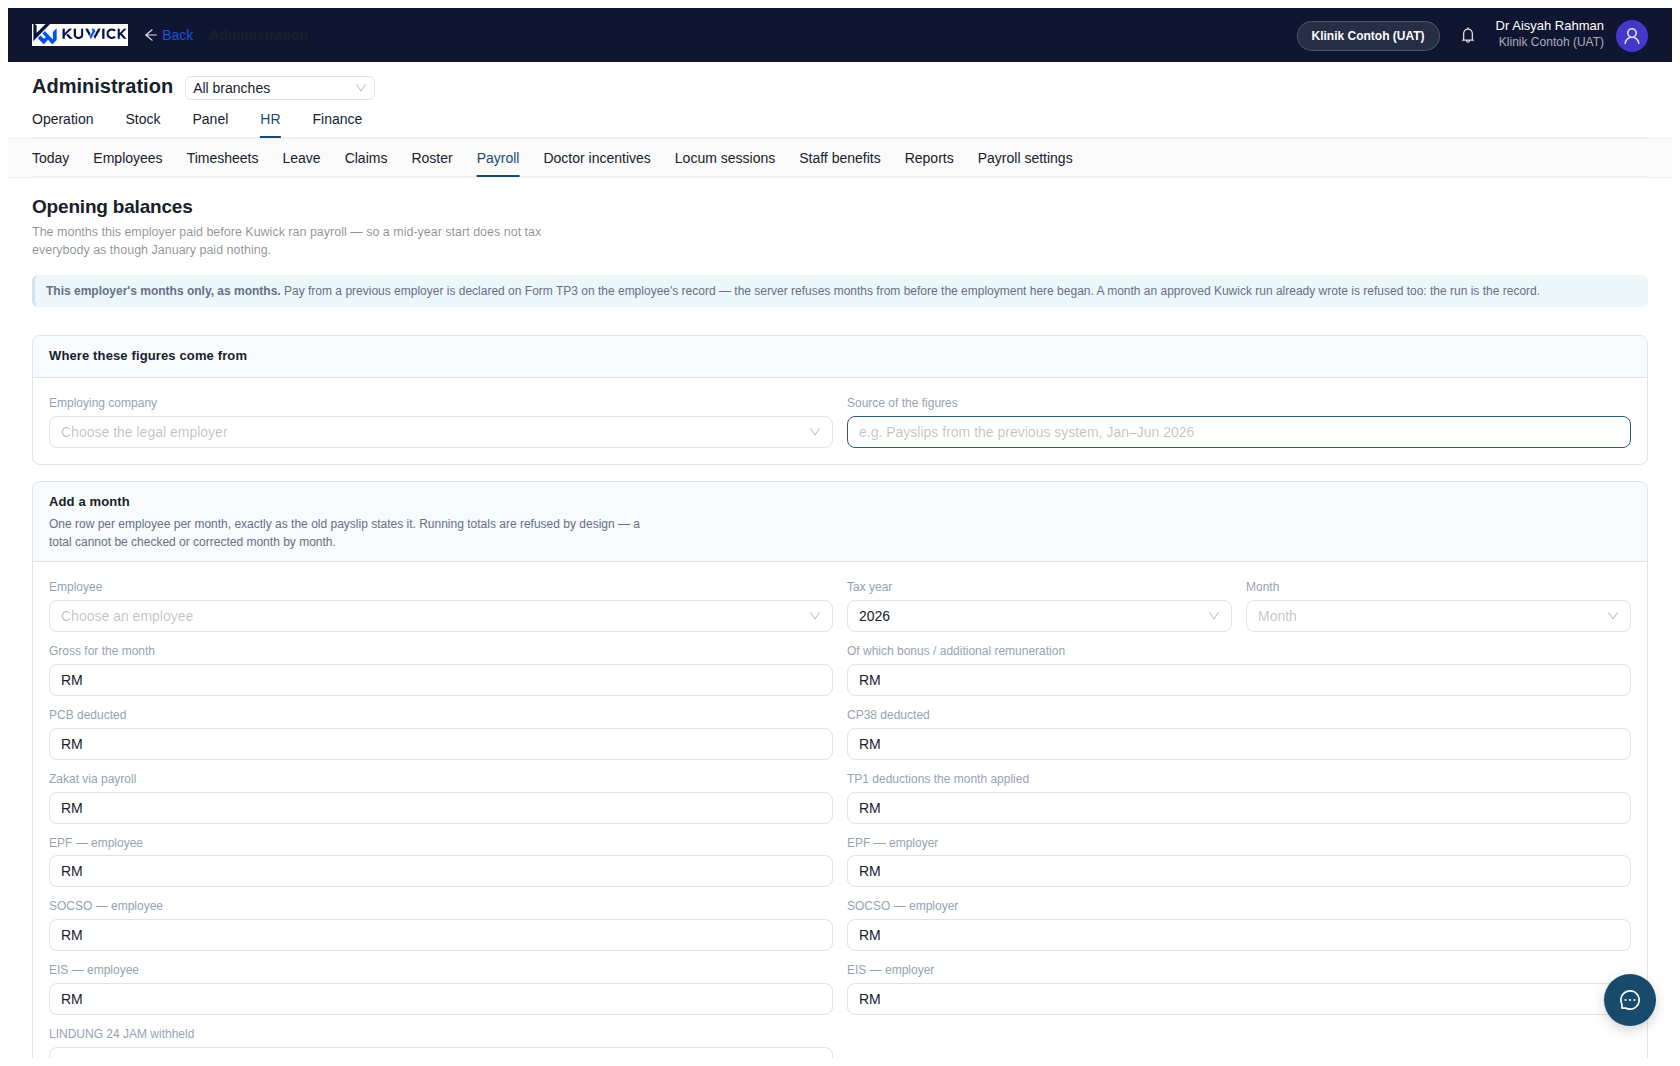 KUWICK
Back
Administration
Klinik Contoh (UAT)
Dr Aisyah Rahman
Klinik Contoh (UAT)
Administration
All branches
Operation
Stock
Panel
HR
Finance
Today
Employees
Timesheets
Leave
Claims
Roster
Payroll
Doctor incentives
Locum sessions
Staff benefits
Reports
Payroll settings
Opening balances
The months this employer paid before Kuwick ran payroll — so a mid-year start does not tax
everybody as though January paid nothing.
This employer's months only, as months. Pay from a previous employer is declared on Form TP3 on the employee's record — the server refuses months from before the employment here began. A month an approved Kuwick run already wrote is refused too: the run is the record.
Where these figures come from
Employing company
Source of the figures
Choose the legal employer
e.g. Payslips from the previous system, Jan–Jun 2026
Add a month
One row per employee per month, exactly as the old payslip states it. Running totals are refused by design — a
total cannot be checked or corrected month by month.
Employee
Tax year
Month
Choose an employee
2026
Month
Gross for the month
Of which bonus / additional remuneration
RM
RM
PCB deducted
CP38 deducted
RM
RM
Zakat via payroll
TP1 deductions the month applied
RM
RM
EPF — employee
EPF — employer
RM
RM
SOCSO — employee
SOCSO — employer
RM
RM
EIS — employee
EIS — employer
RM
RM
LINDUNG 24 JAM withheld